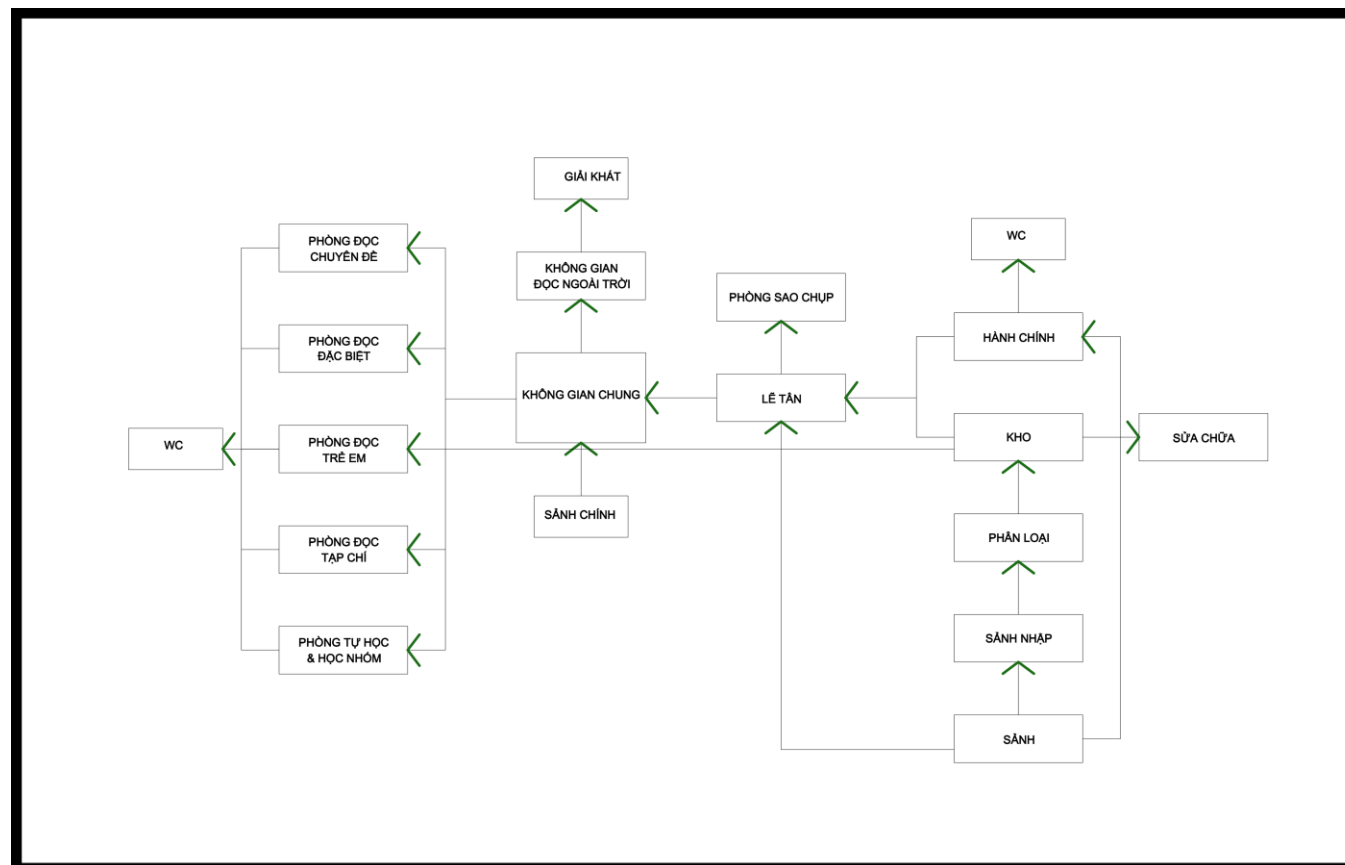 GIẢI KHÁT
PHÒNG ĐỌC
CHUYÊN ĐỀ
KHÔNG GIAN
ĐỌC NGOÀI TRỜI
WC
PHÒNG SAO CHỤP
PHÒNG ĐỌC
ĐẶC BIỆT
HÀNH CHÍNH
KHÔNG GIAN CHUNG
LỄ TÂN
WC
PHÒNG ĐỌC
TRẺ EM
KHO
SỬA CHỮA
SẢNH CHÍNH
PHÒNG ĐỌC
TẠP CHÍ
PHÂN LOẠI
PHÒNG TỰ HỌC
& HỌC NHÓM
SẢNH NHẬP
SẢNH